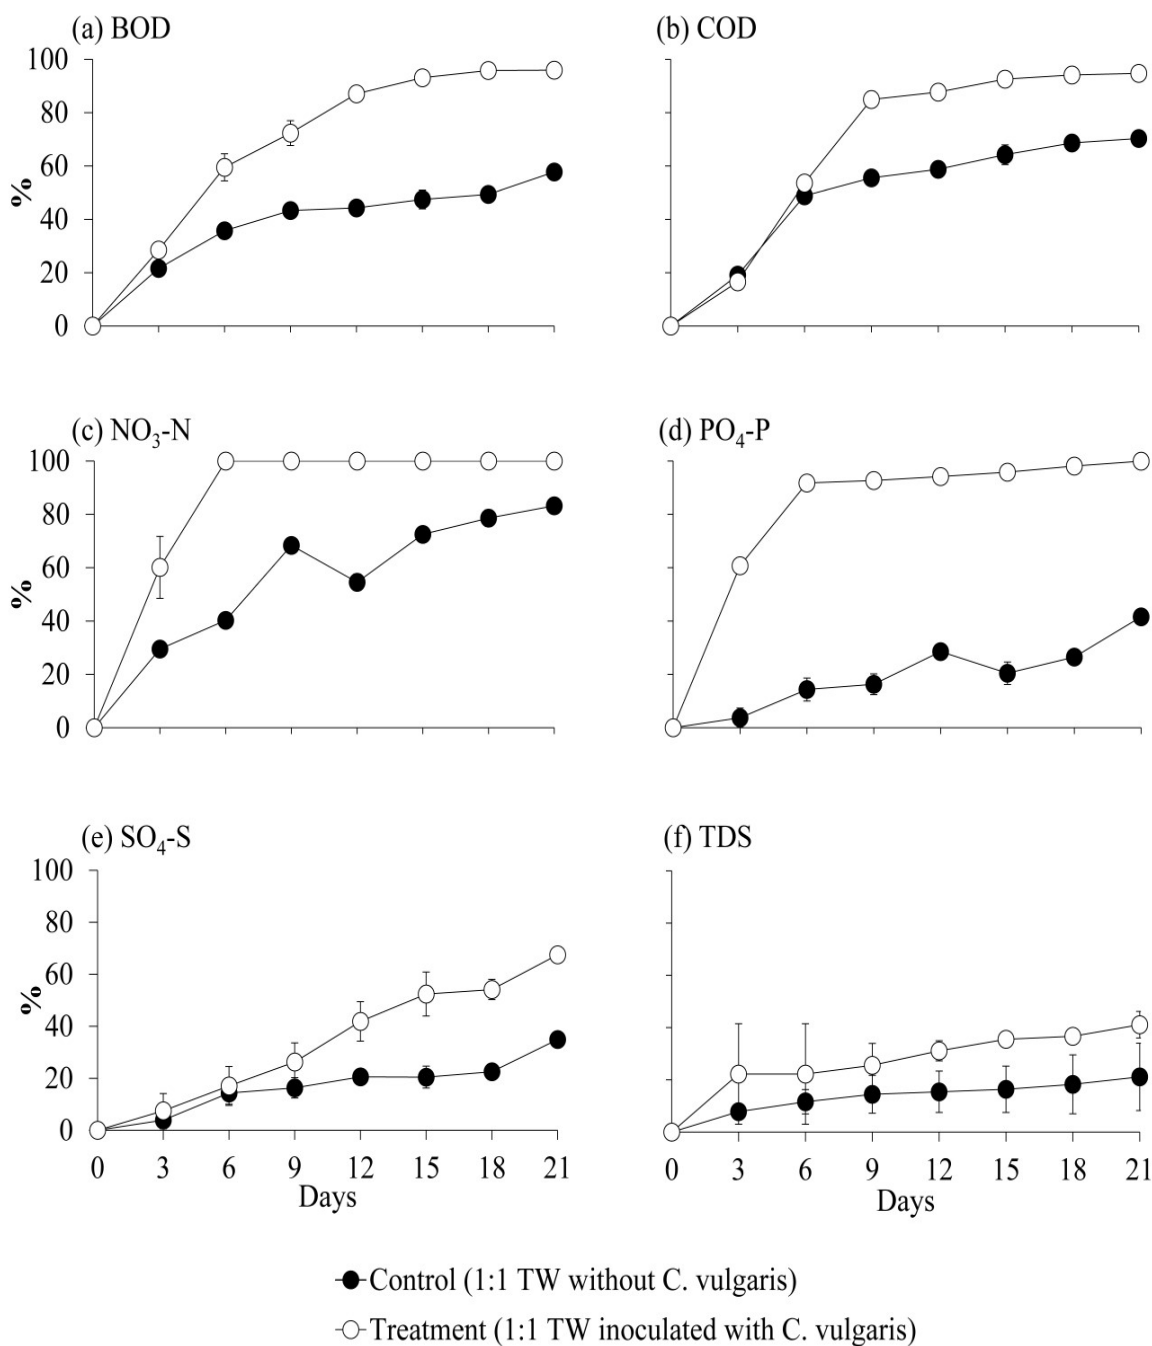 (a) BOD
(b) COD
100
80
60
40
20
0
%
(c) NO₃-N
(d) PO₄-P
100
80
60
40
20
0
%
(e) SO₄-S
(f) TDS
100
80
60
40
20
0
%
0 3 6 9 12 15 18 21
Days
0 3 6 9 12 15 18 21
Days
Control (1:1 TW without C. vulgaris)
Treatment (1:1 TW inoculated with C. vulgaris)